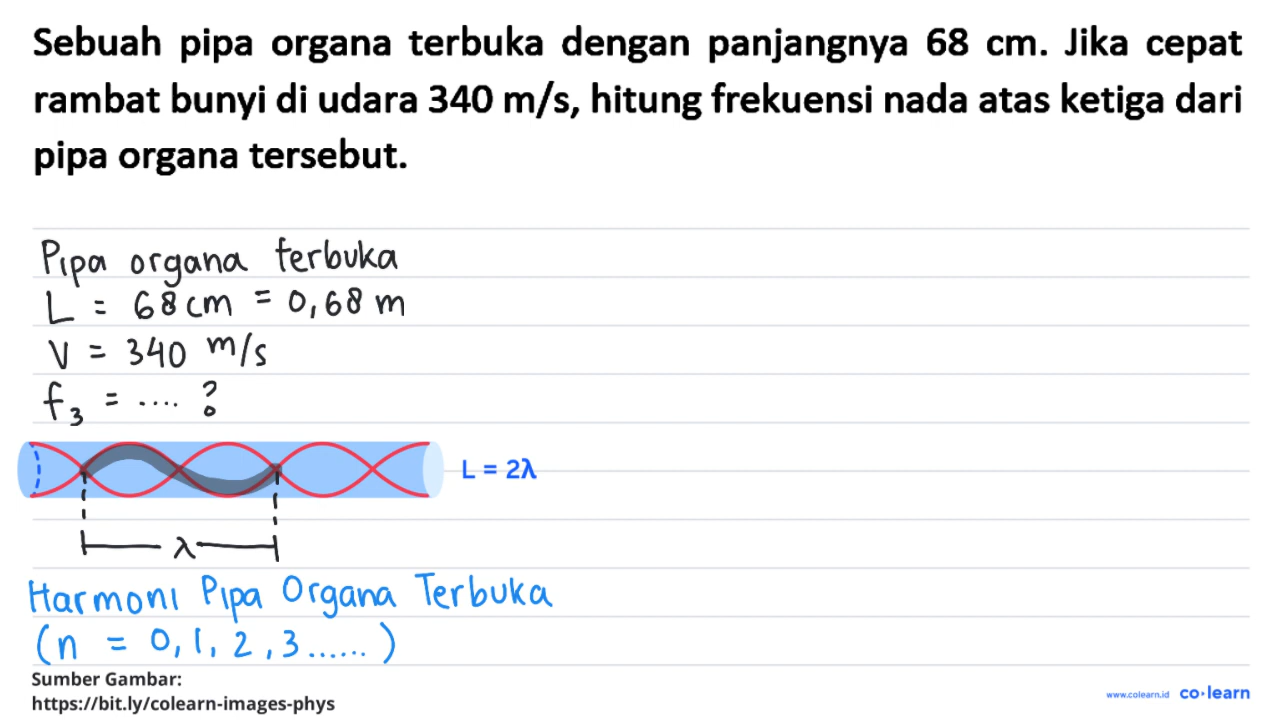 Sebuah pipa organa terbuka dengan panjangnya 68 cm. Jika cepat
rambat bunyi di udara 340 m/s, hitung frekuensi nada atas ketiga dari
pipa organa tersebut.
Pipa organa terbuka
L = 68 cm = 0,68 m
V = 340 m/s
f₃ = .... ?
L = 2λ
λ
Harmoni Pipa Organa Terbuka
(n = 0, 1, 2, 3 ...... )
Sumber Gambar:
https://bit.ly/colearn-images-phys
www.colearn.id co•learn